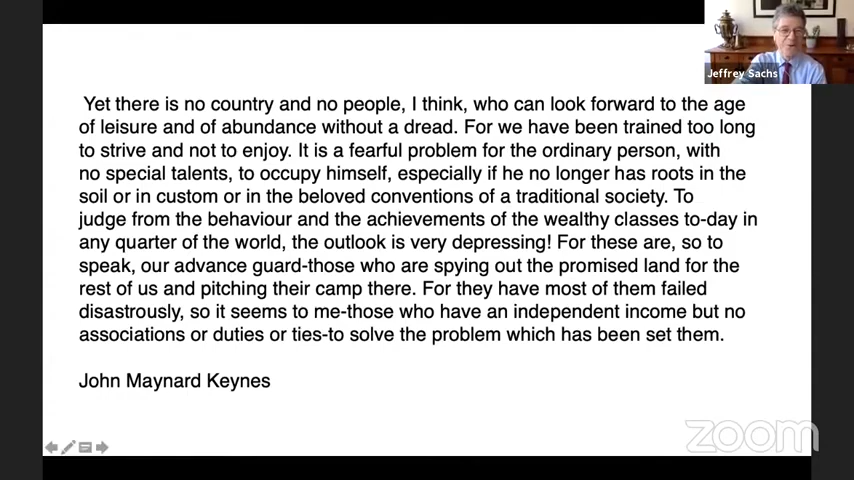 Jeffrey Sachs
Yet there is no country and no people, I think, who can look forward to the age
of leisure and of abundance without a dread. For we have been trained too long
to strive and not to enjoy. It is a fearful problem for the ordinary person, with
no special talents, to occupy himself, especially if he no longer has roots in the
soil or in custom or in the beloved conventions of a traditional society. To
judge from the behaviour and the achievements of the wealthy classes to-day in
any quarter of the world, the outlook is very depressing! For these are, so to
speak, our advance guard-those who are spying out the promised land for the
rest of us and pitching their camp there. For they have most of them failed
disastrously, so it seems to me-those who have an independent income but no
associations or duties or ties-to solve the problem which has been set them.
John Maynard Keynes
zoom